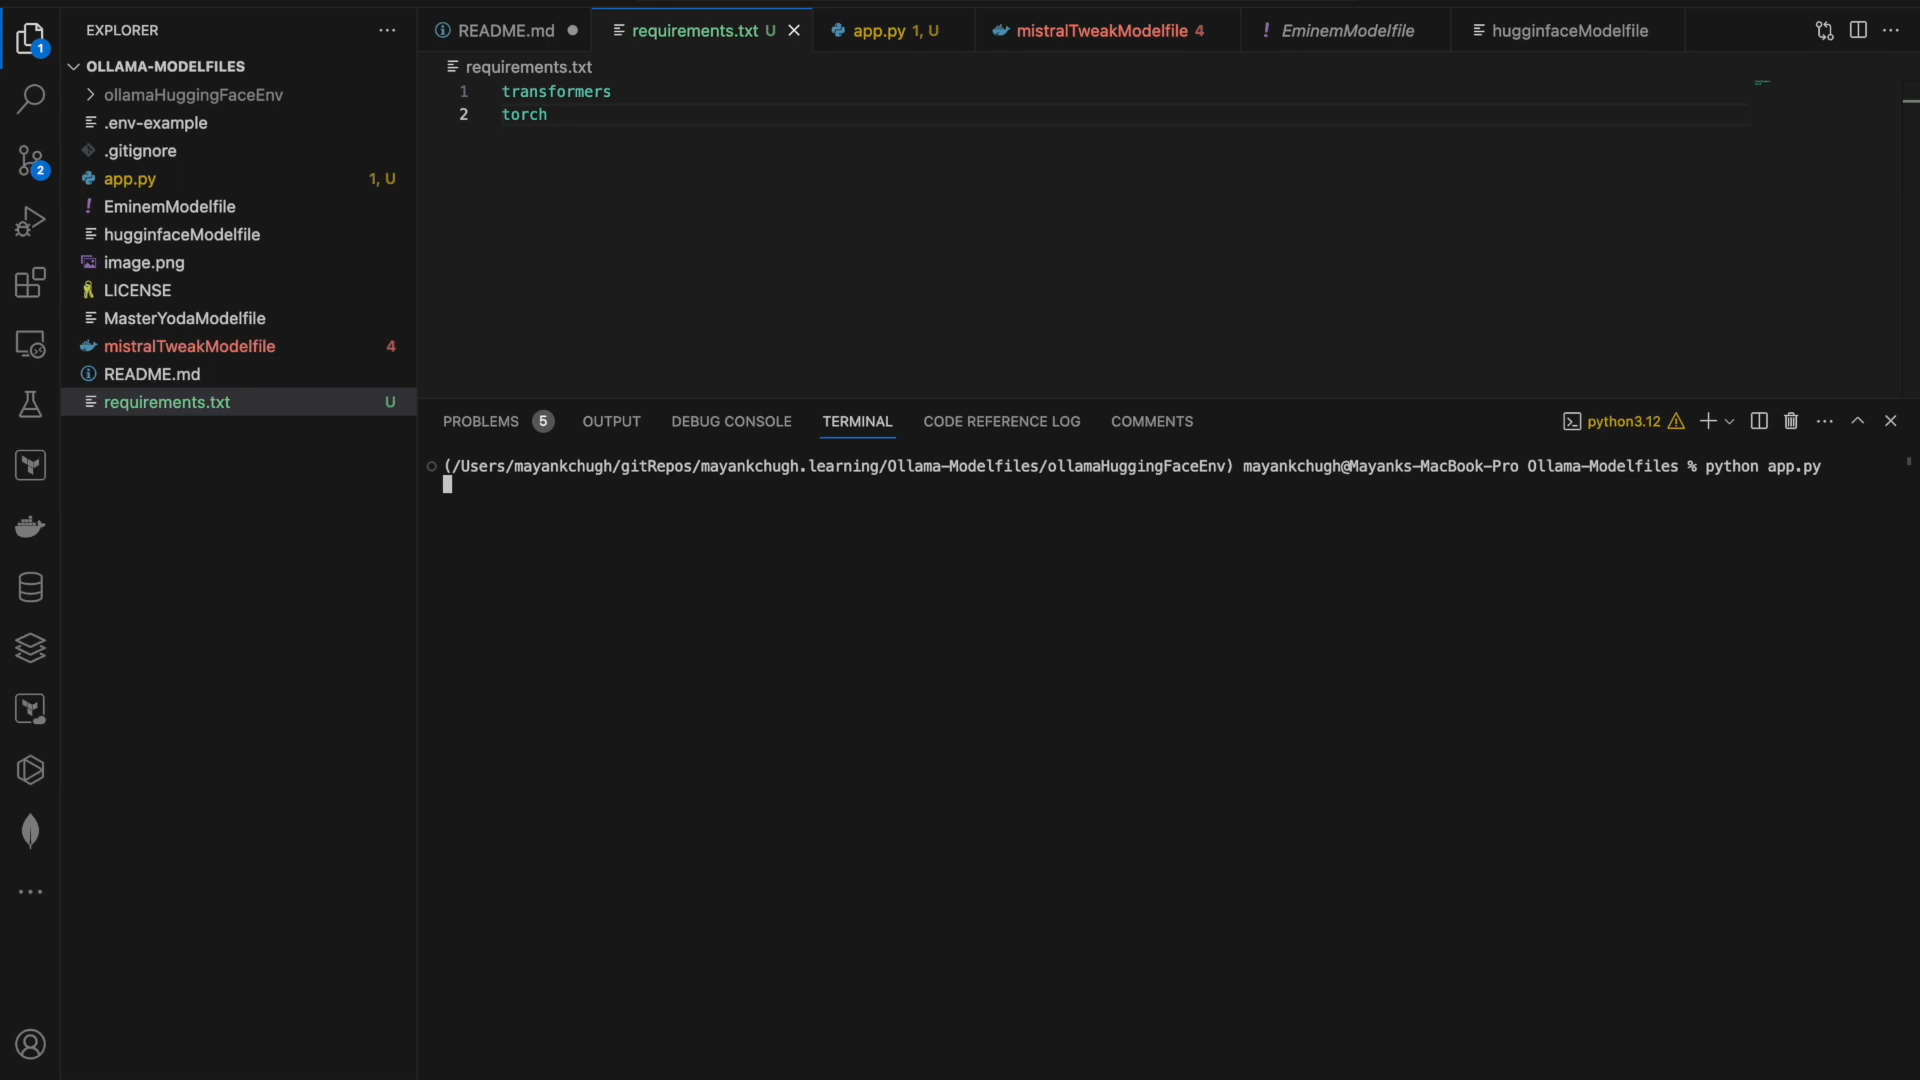 EXPLORER
OLLAMA-MODELFILES
ollamaHuggingFaceEnv
.env-example
.gitignore
app.py 1, U
EminemModelfile
hugginfaceModelfile
image.png
LICENSE
MasterYodaModelfile
mistralTweakModelfile 4
README.md
requirements.txt U
1
2
README.md
requirements.txt U
app.py 1, U
mistralTweakModelfile 4
EminemModelfile
hugginfaceModelfile
requirements.txt
1 transformers
2 torch
PROBLEMS 5 OUTPUT DEBUG CONSOLE TERMINAL CODE REFERENCE LOG COMMENTS
python3.12
(/Users/mayankchugh/gitRepos/mayankchugh.learning/Ollama-Modelfiles/ollamaHuggingFaceEnv) mayankchugh@Mayanks-MacBook-Pro Ollama-Modelfiles % python app.py